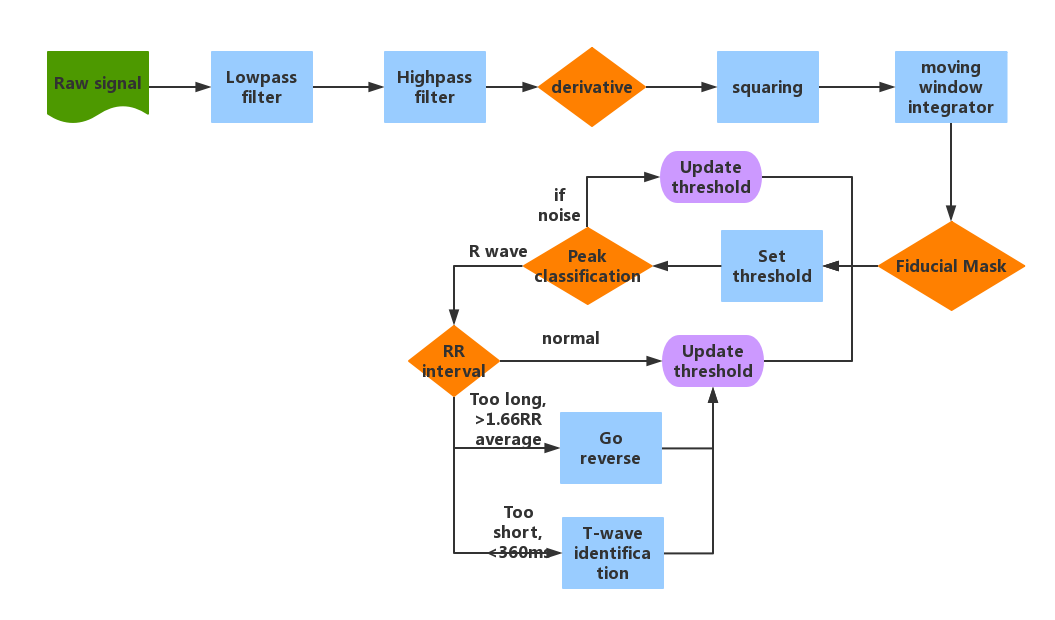 Raw signal
Lowpass
filter
Highpass
filter
derivative
squaring
moving
window
integrator
Update
threshold
if
noise
R wave
Peak
classification
Set
threshold
Fiducial Mask
RR
interval
normal
Update
threshold
Too long,
>1.66RR
average
Go
reverse
Too
short,
<360ms
T-wave
identifica
tion